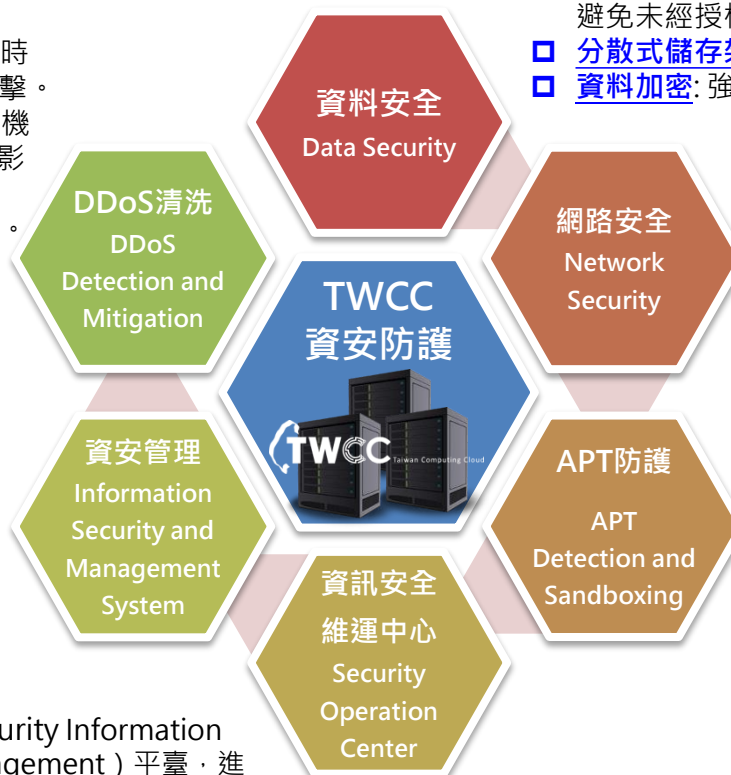 避免未經授權
時
擊。
機
影
。
分散式儲存架
資料加密: 強
資料安全
Data Security
DDoS清洗
DDoS
Detection and
Mitigation
網路安全
Network
Security
TWCC
資安防護
TWCC Taiwan Computing Cloud
資安管理
Information
Security and
Management
System
APT防護
APT
Detection and
Sandboxing
資訊安全
維運中心
Security
Operation
Center
urity Information
agement ) 平臺，進